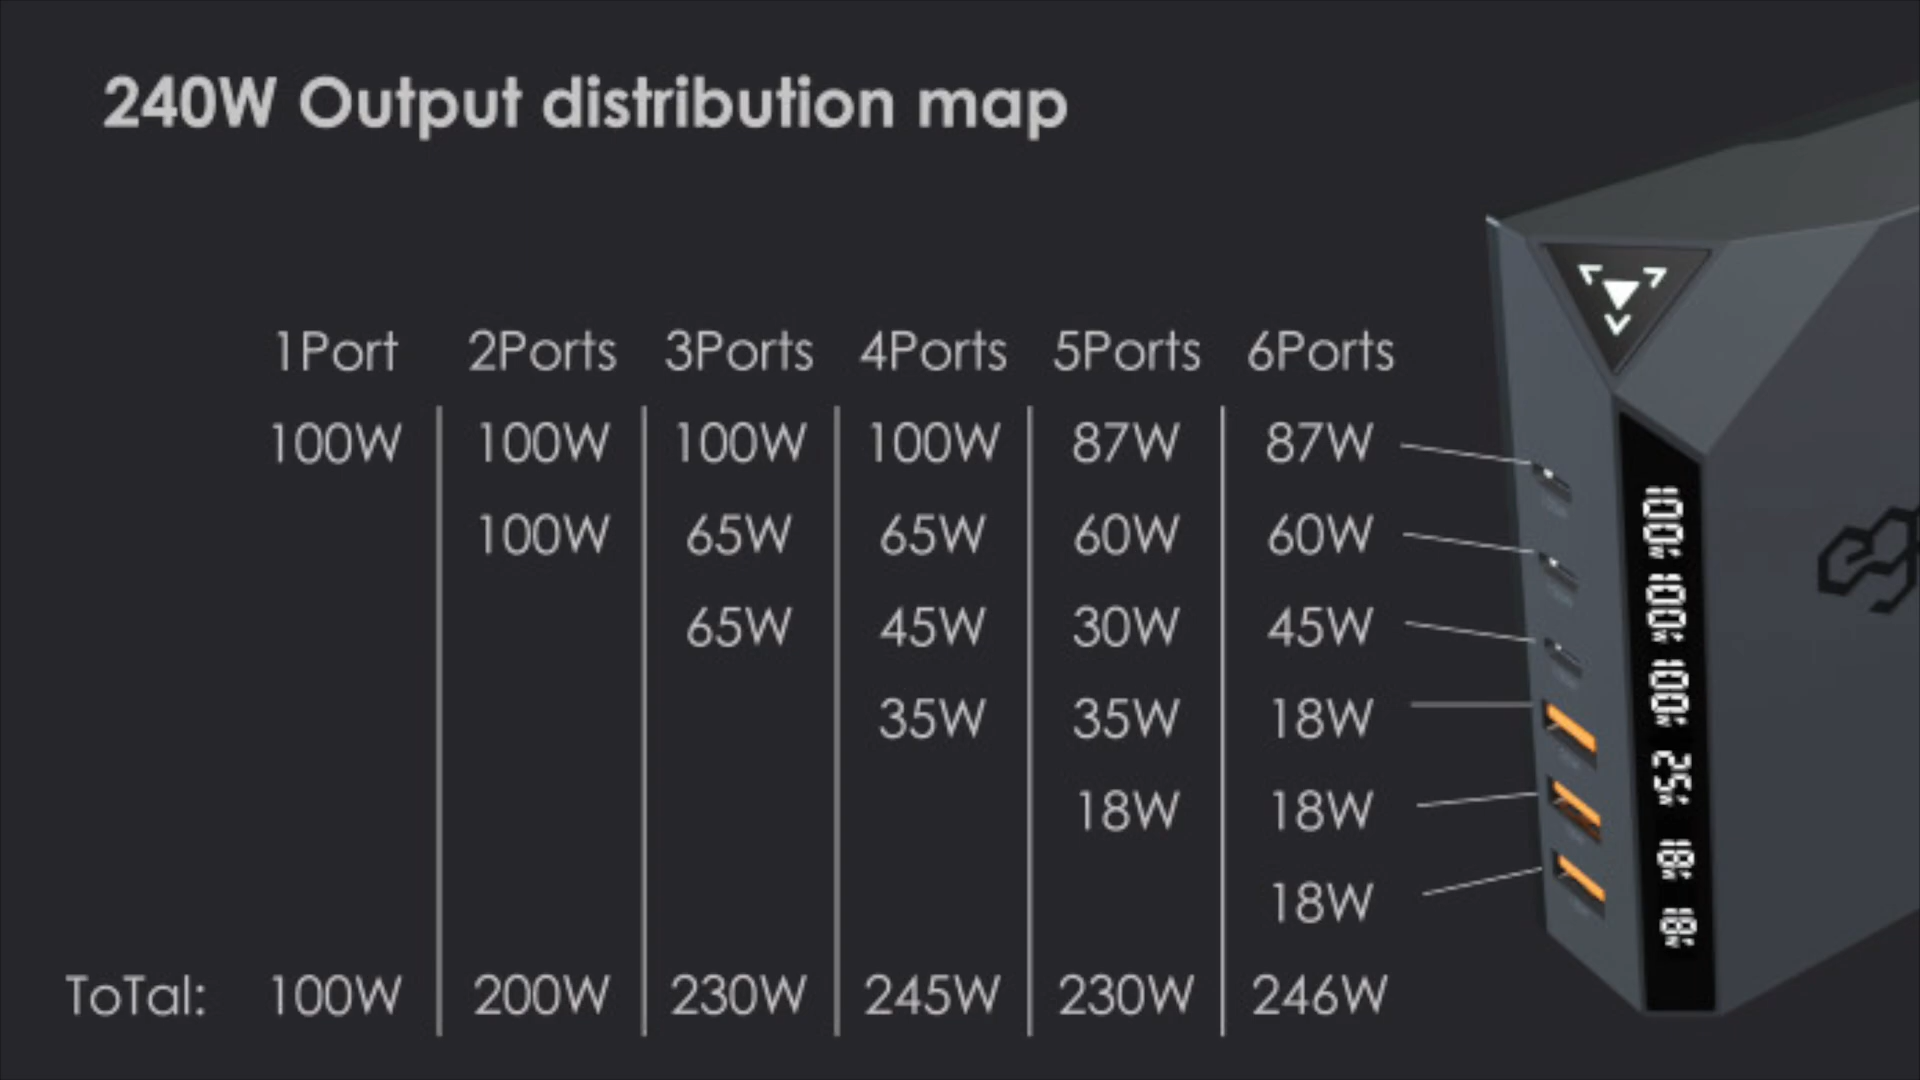 240W Output distribution map
1Port 2Ports 3Ports 4Ports 5Ports 6Ports
100W 100W 100W 100W 87W 87W
100W 65W 65W 60W 60W
65W 45W 30W 45W
35W 35W 18W
18W 18W
18W
ToTal: 100W 200W 230W 245W 230W 246W
100W
100W
100W
25W
18W
18W